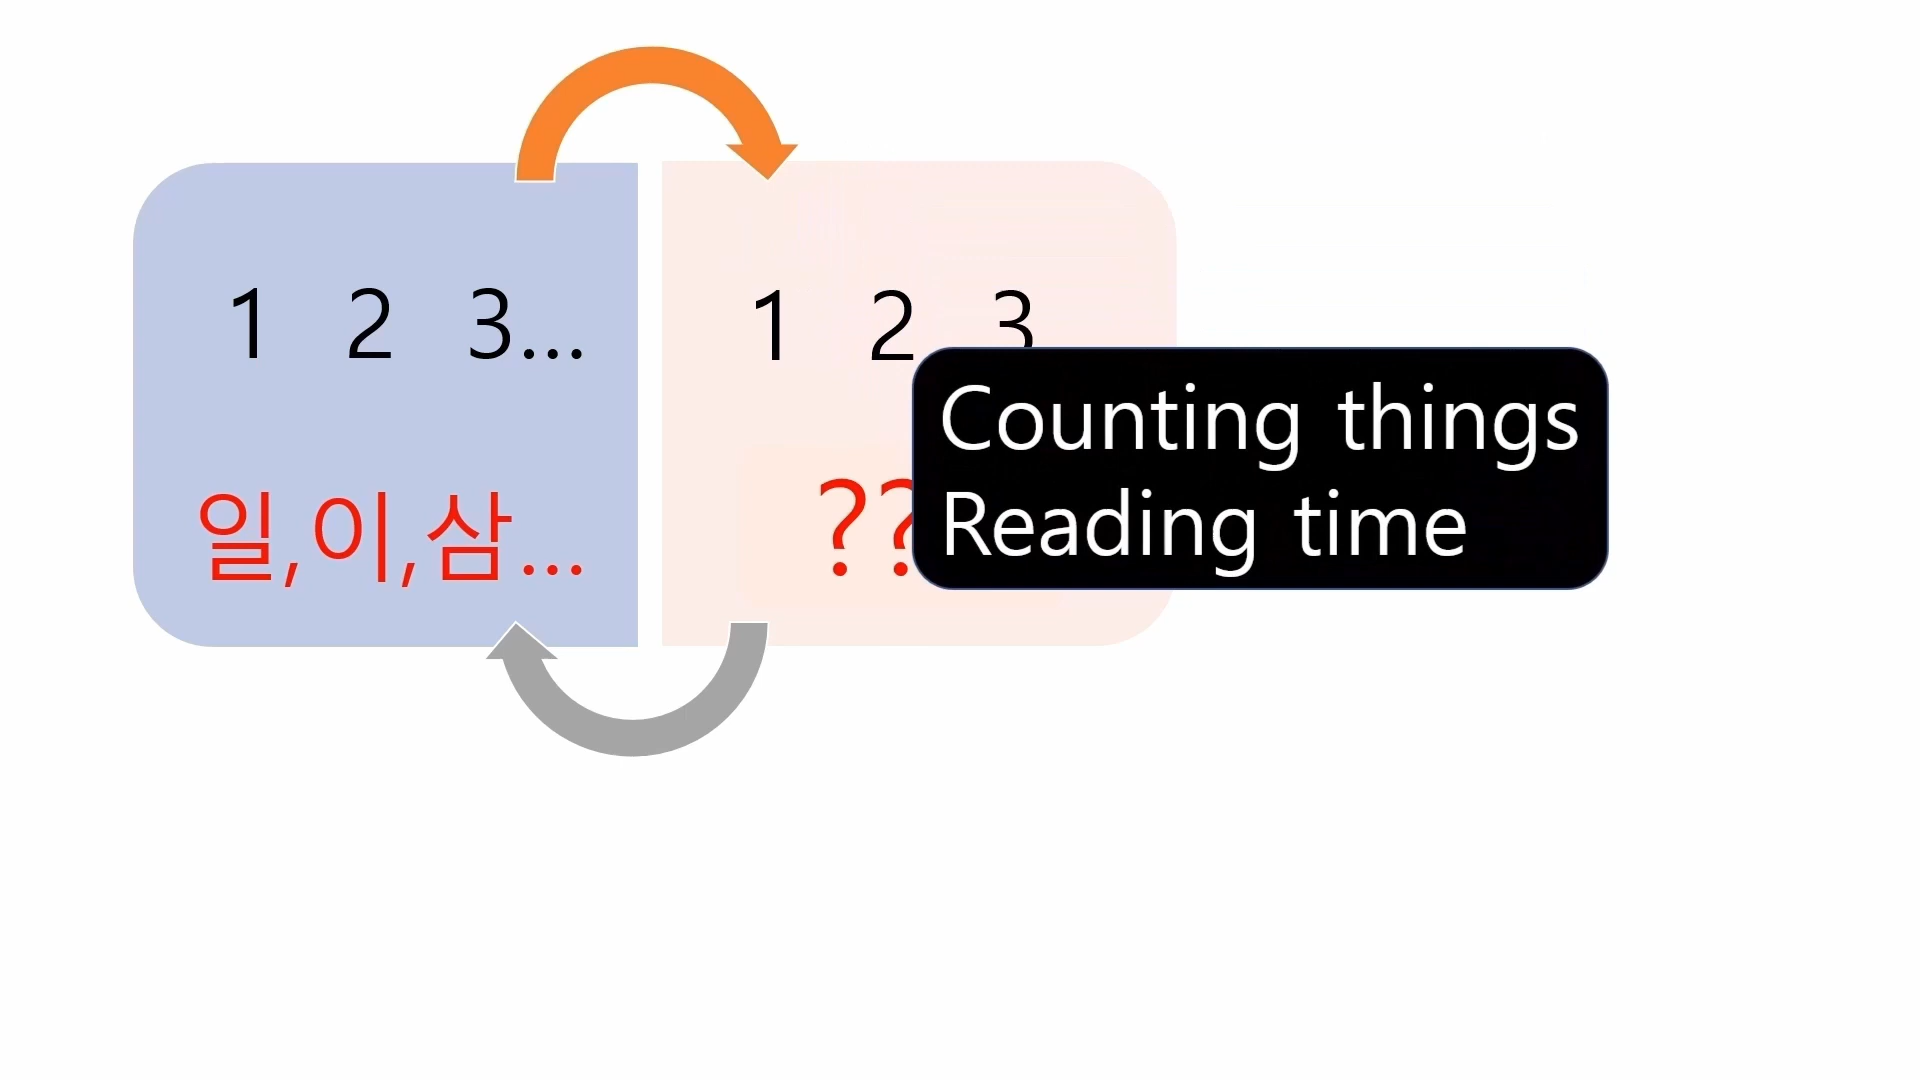 1 2 3...
일,이,삼...
1 2 3
??
Counting things
Reading time